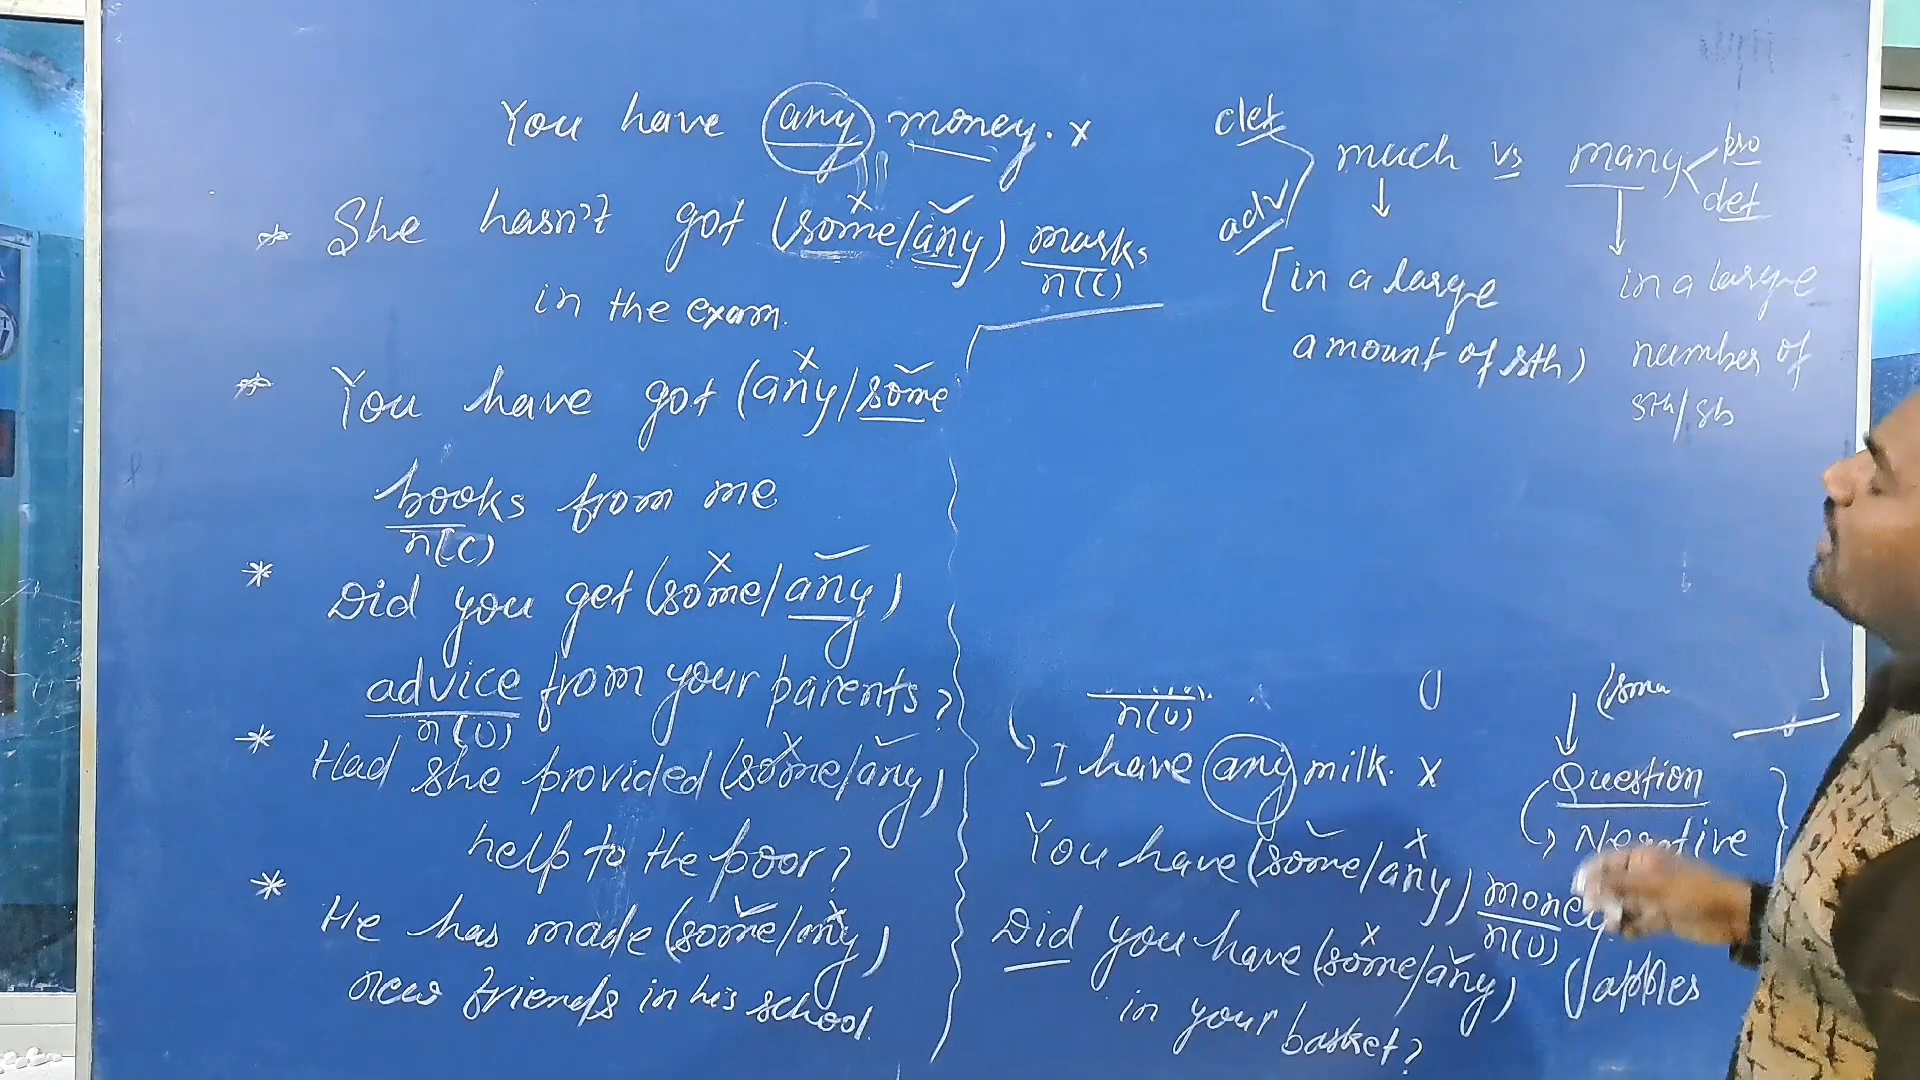 You have any money. x
* She hasn't got (some/any) marks
n(C)
in the exam.
* You have got (any/some
books from me
n(C)
* Did you get (some/any)
advice from your parents?
n(U)
* Had she provided (some/any)
help to the poor?
* He has made (some/any)
new friends in his school.
det
adv
much vs many
pro
det
[in a large
amount of sth)
in a large
number of
sth/sb
n(U)
I have any milk. x
You have (some/any) money
n(U)
Did you have (some/any) apples
in your basket?
Question
Negative